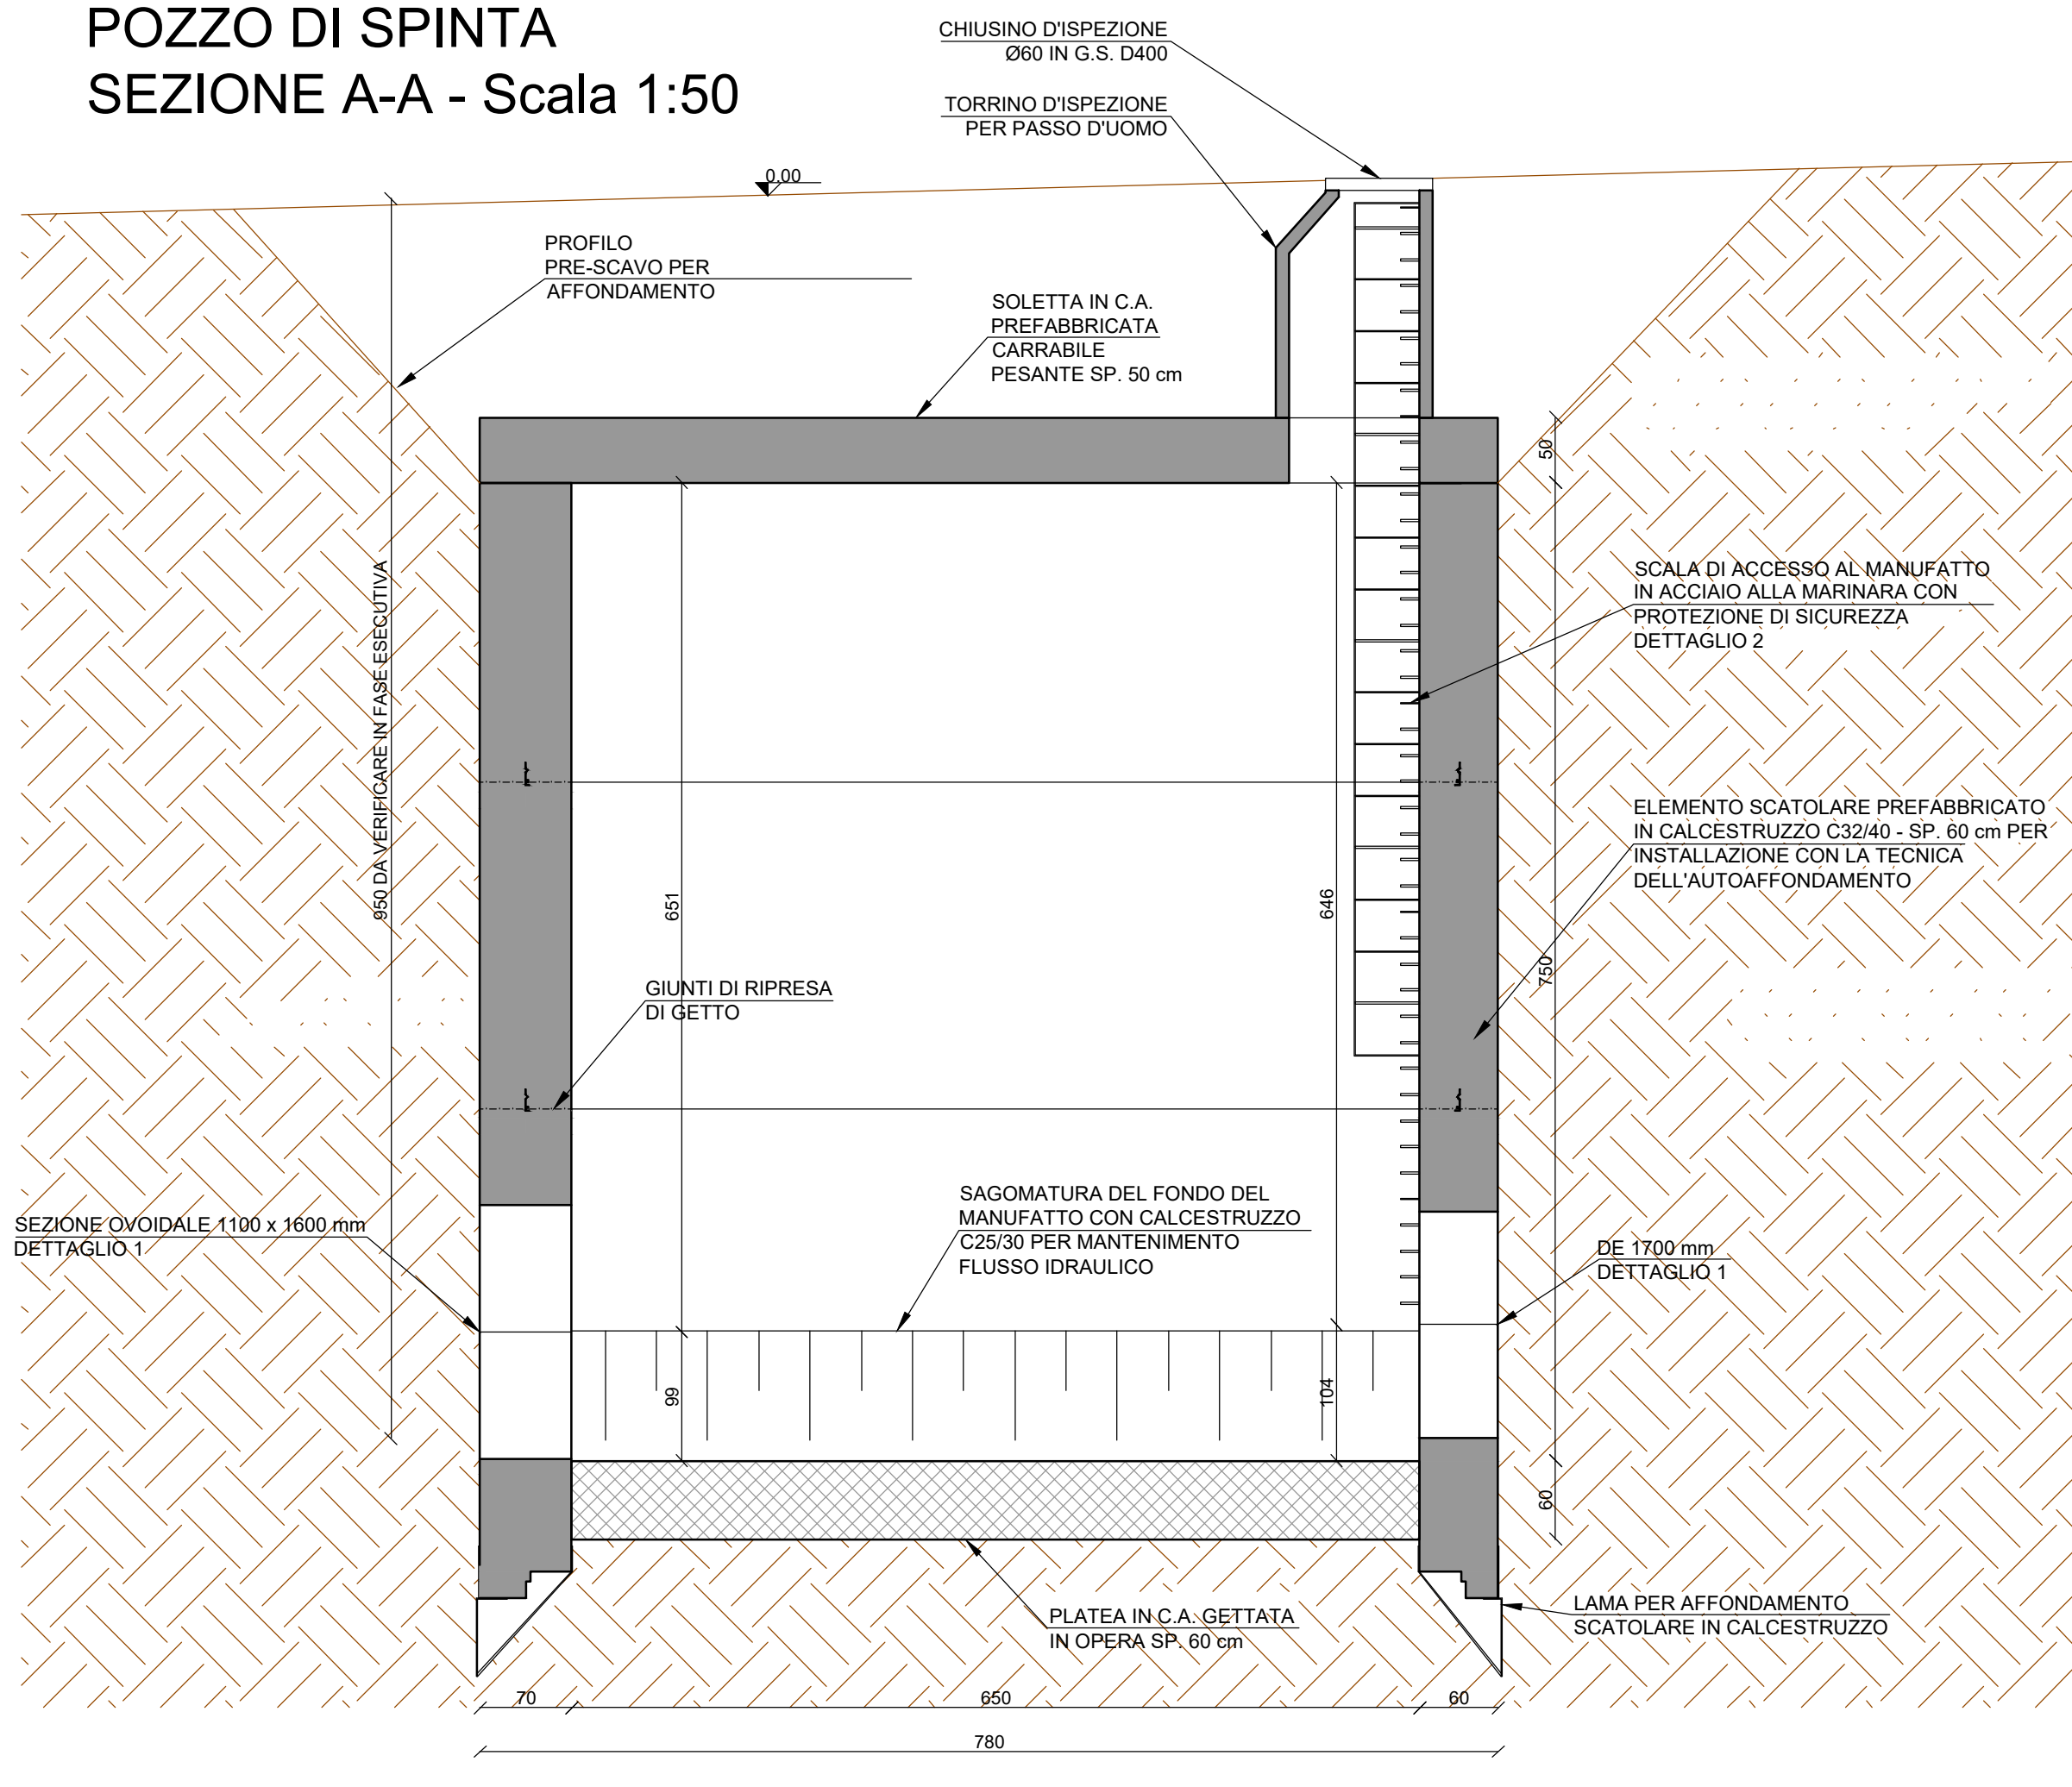 POZZO DI SPINTA
SEZIONE A-A - Scala 1:50
CHIUSINO D'ISPEZIONE
Ø60 IN G.S. D400
TORRINO D'ISPEZIONE
PER PASSO D'UOMO
0.00
PROFILO
PRE-SCAVO PER
AFFONDAMENTO
SOLETTA IN C.A.
PREFABBRICATA
CARRABILE
PESANTE SP. 50 cm
50
SCALA DI ACCESSO AL MANUFATTO
IN ACCIAIO ALLA MARINARA CON
PROTEZIONE DI SICUREZZA
DETTAGLIO 2
950 DA VERIFICARE IN FASE ESECUTIVA
ELEMENTO SCATOLARE PREFABBRICATO
IN CALCESTRUZZO C32/40 - SP. 60 cm PER
INSTALLAZIONE CON LA TECNICA
DELL'AUTOAFFONDAMENTO
651
646
750
GIUNTI DI RIPRESA
DI GETTO
SAGOMATURA DEL FONDO DEL
MANUFATTO CON CALCESTRUZZO
C25/30 PER MANTENIMENTO
FLUSSO IDRAULICO
SEZIONE OVOIDALE 1100 x 1600 mm
DETTAGLIO 1
DE 1700 mm
DETTAGLIO 1
99
104
60
PLATEA IN C.A. GETTATA
IN OPERA SP. 60 cm
LAMA PER AFFONDAMENTO
SCATOLARE IN CALCESTRUZZO
70
650
60
780